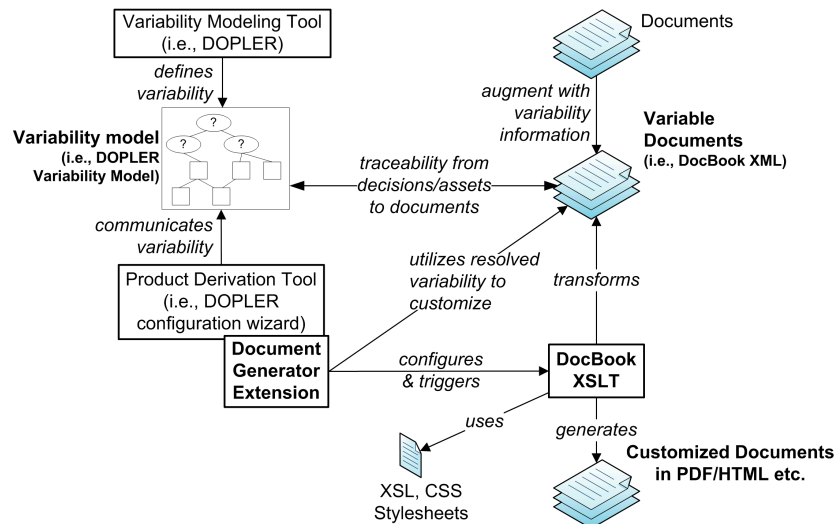 Variability Modeling Tool
(i.e., DOPLER)
Documents
defines
variability
augment with
variability
information
Variable
Documents
(i.e., DocBook XML)
Variability model
(i.e., DOPLER
Variability Model)
?
?
?
traceability from
decisions/assets
to documents
communicates
variability
utilizes resolved
variability to
customize
transforms
Product Derivation Tool
(i.e., DOPLER
configuration wizard)
Document
Generator
Extension
configures
& triggers
DocBook
XSLT
uses
generates
XSL, CSS
Stylesheets
Customized Documents
in PDF/HTML etc.